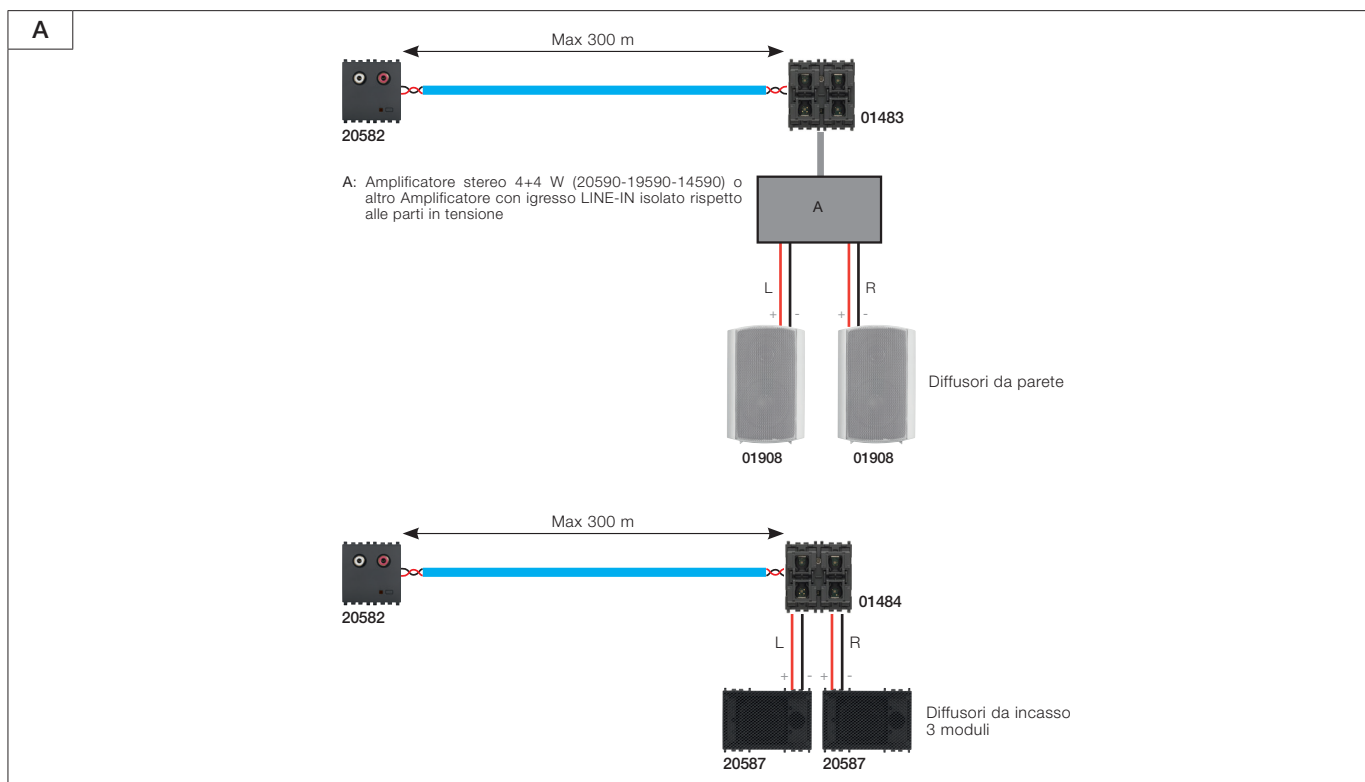 A
Max 300 m
20582
01483
A: Amplificatore stereo 4+4 W (20590-19590-14590) o
altro Amplificatore con igresso LINE-IN isolato rispetto
alle parti in tensione
A
L
R
+ -
+ -
Diffusori da parete
01908
01908
Max 300 m
20582
01484
L
R
+ -
+ -
Diffusori da incasso
3 moduli
20587
20587